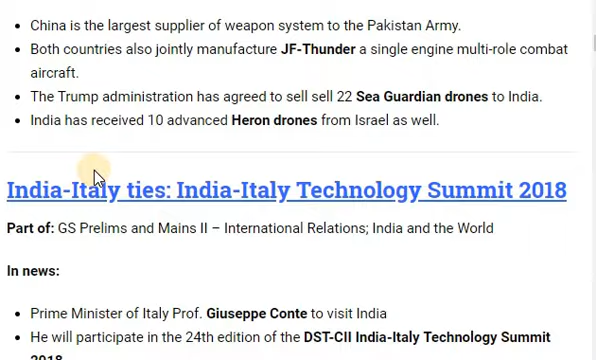 China is the largest supplier of weapon system to the Pakistan Army.
Both countries also jointly manufacture JF-Thunder a single engine multi-role combat
aircraft.
The Trump administration has agreed to sell sell 22 Sea Guardian drones to India.
India has received 10 advanced Heron drones from Israel as well.
India-Italy ties: India-Italy Technology Summit 2018
Part of: GS Prelims and Mains II – International Relations; India and the World
In news:
Prime Minister of Italy Prof. Giuseppe Conte to visit India
He will participate in the 24th edition of the DST-CII India-Italy Technology Summit
2018